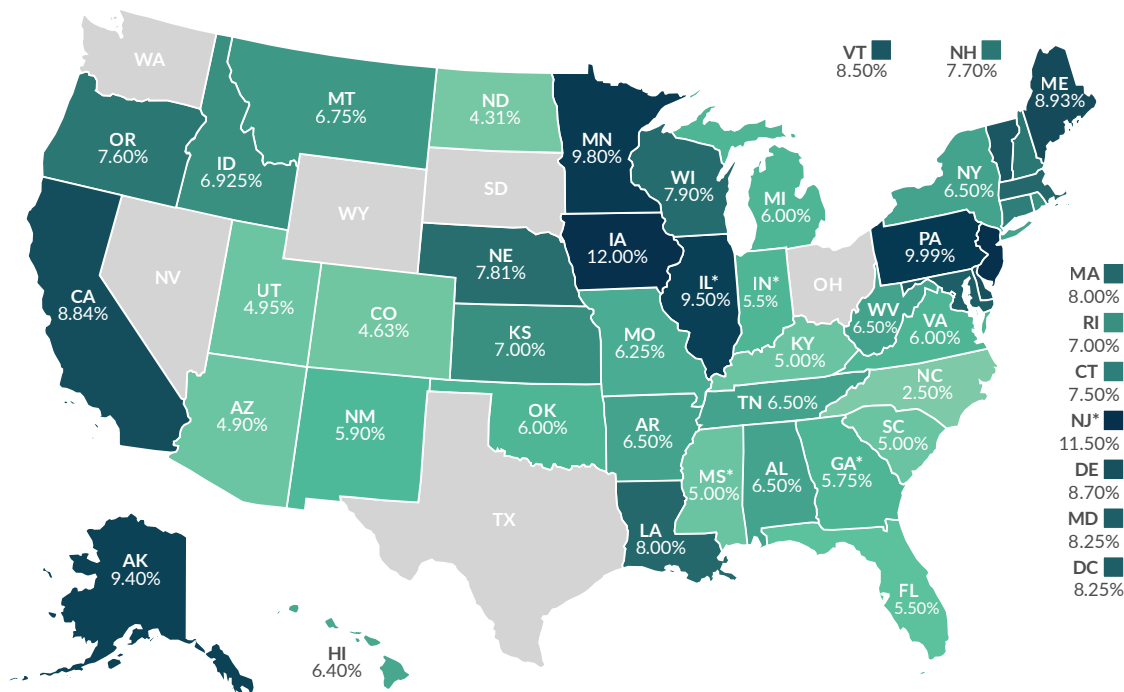 WA
VT
8.50%
NH
7.70%
ME
8.93%
MT
6.75%
ND
4.31%
MN
9.80%
OR
7.60%
ID
6.925%
SD
WI
7.90%
MI
6.00%
NY
6.50%
WY
IA
12.00%
PA
9.99%
NV
NE
7.81%
IL*
9.50%
IN*
5.5%
OH
CA
8.84%
UT
4.95%
CO
4.63%
KS
7.00%
MO
6.25%
KY
5.00%
WV
6.50%
VA
6.00%
MA
8.00%
RI
7.00%
CT
7.50%
NJ*
11.50%
DE
8.70%
MD
8.25%
DC
8.25%
AZ
4.90%
NM
5.90%
OK
6.00%
AR
6.50%
TN 6.50%
NC
2.50%
SC
5.00%
MS*
5.00%
AL
6.50%
GA*
5.75%
TX
LA
8.00%
AK
9.40%
FL
5.50%
HI
6.40%